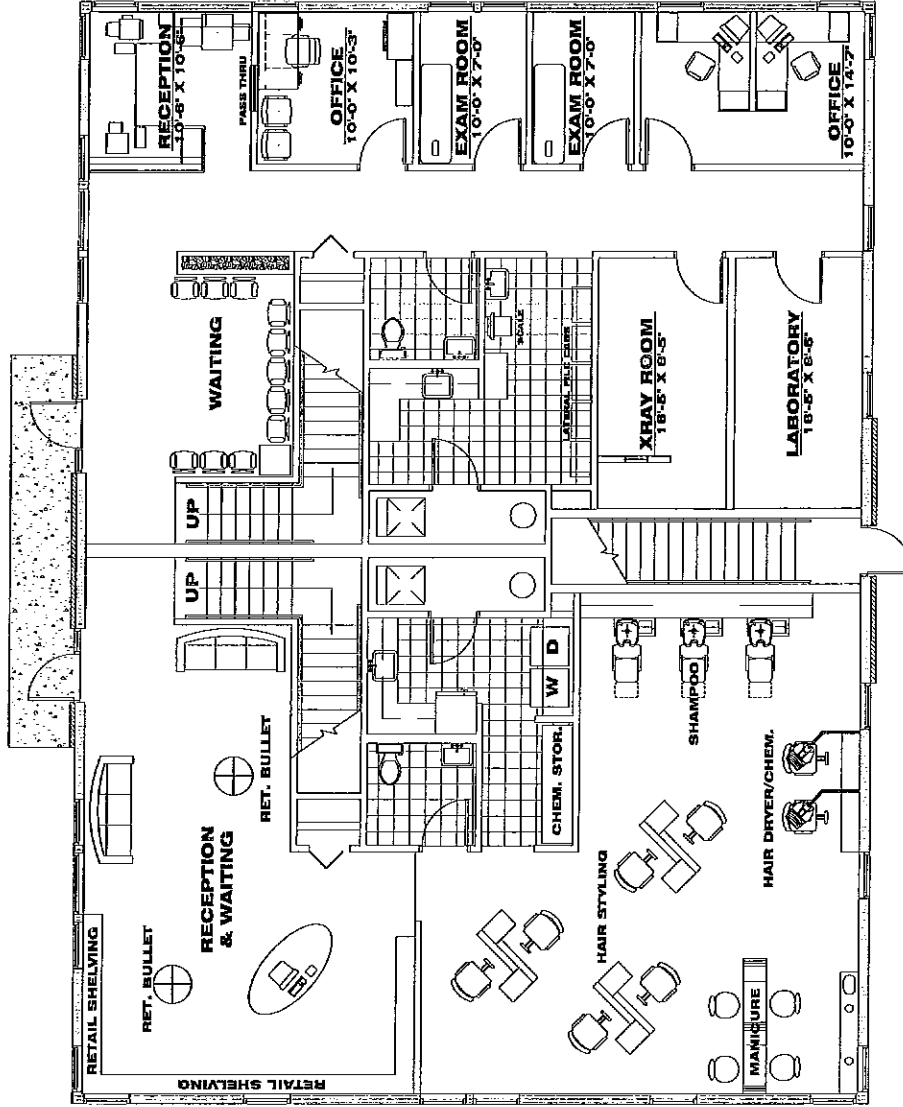 RECEPTION
10'-6" X 10'-6"
PASS THRU
OFFICE
10'-0" X 10'-3"
EXAM ROOM
10'-0" X 7'-0"
EXAM ROOM
10'-0" X 7'-0"
OFFICE
10'-0" X 14'-7"
WAITING
UP
SCALE
LATERAL FILE CABS
XRAY ROOM
16'-5" X 8'-5"
LABORATORY
16'-5" X 8'-5"
UP
RET. BULLET
RECEPTION
& WAITING
RET. BULLET
RETAIL SHELVING
RETAIL SHELVING
W
D
CHEM. STOR.
SHAMPOO
HAIR DRYER/CHEM.
HAIR STYLING
MANICURE